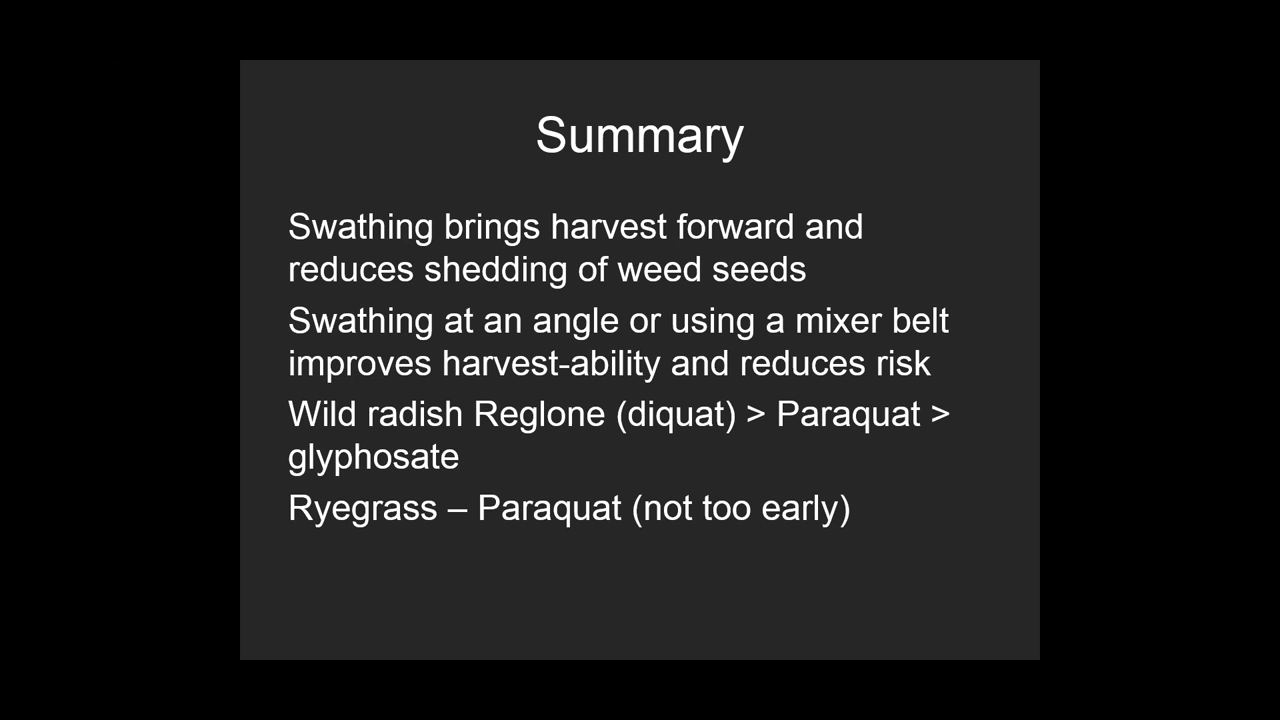 Summary
Swathing brings harvest forward and
reduces shedding of weed seeds
Swathing at an angle or using a mixer belt
improves harvest-ability and reduces risk
Wild radish Reglone (diquat) > Paraquat >
glyphosate
Ryegrass – Paraquat (not too early)